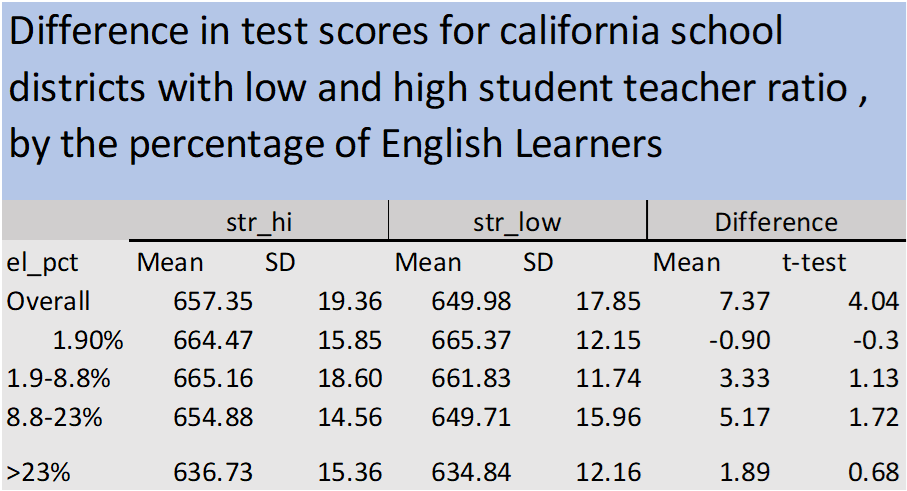 Difference in test scores for california school
districts with low and high student teacher ratio ,
by the percentage of English Learners
str_hi str_low Difference
el_pct Mean SD Mean SD Mean t-test
Overall 657.35 19.36 649.98 17.85 7.37 4.04
1.90% 664.47 15.85 665.37 12.15 -0.90 -0.3
1.9-8.8% 665.16 18.60 661.83 11.74 3.33 1.13
8.8-23% 654.88 14.56 649.71 15.96 5.17 1.72
>23% 636.73 15.36 634.84 12.16 1.89 0.68